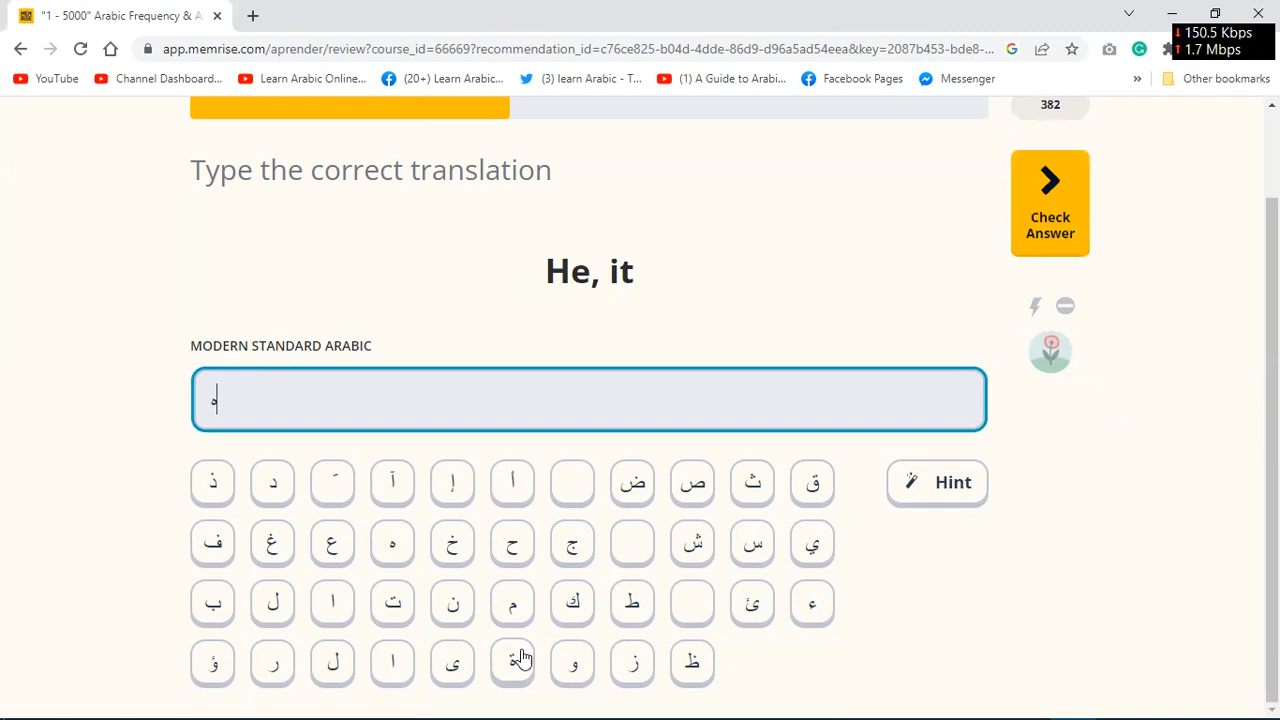 "1 - 5000" Arabic Frequency & A
150.5 Kbps
1.7 Mbps
app.memrise.com/aprender/review?course_id=06669?recommendation_id=c76ce825-b04d-4dde-86d9-d96a5ad54eea&key=2087b453-bde8-...
YouTube
Channel Dashboard...
Learn Arabic Online...
(20+) Learn Arabic...
(3) learn Arabic - T...
(1) A Guide to Arabi...
Facebook Pages
Messenger
»
Other bookmarks
382
Type the correct translation
Check
Answer
He, it
MODERN STANDARD ARABIC
ه
ذ د َ آ إ أ ض ص ث ق
Hint
ف غ ع ه خ ح ج ش س ي
ب ل ا ت ن م ك ط ئ ء
ؤ ر ل ا ى ة و ز ظ